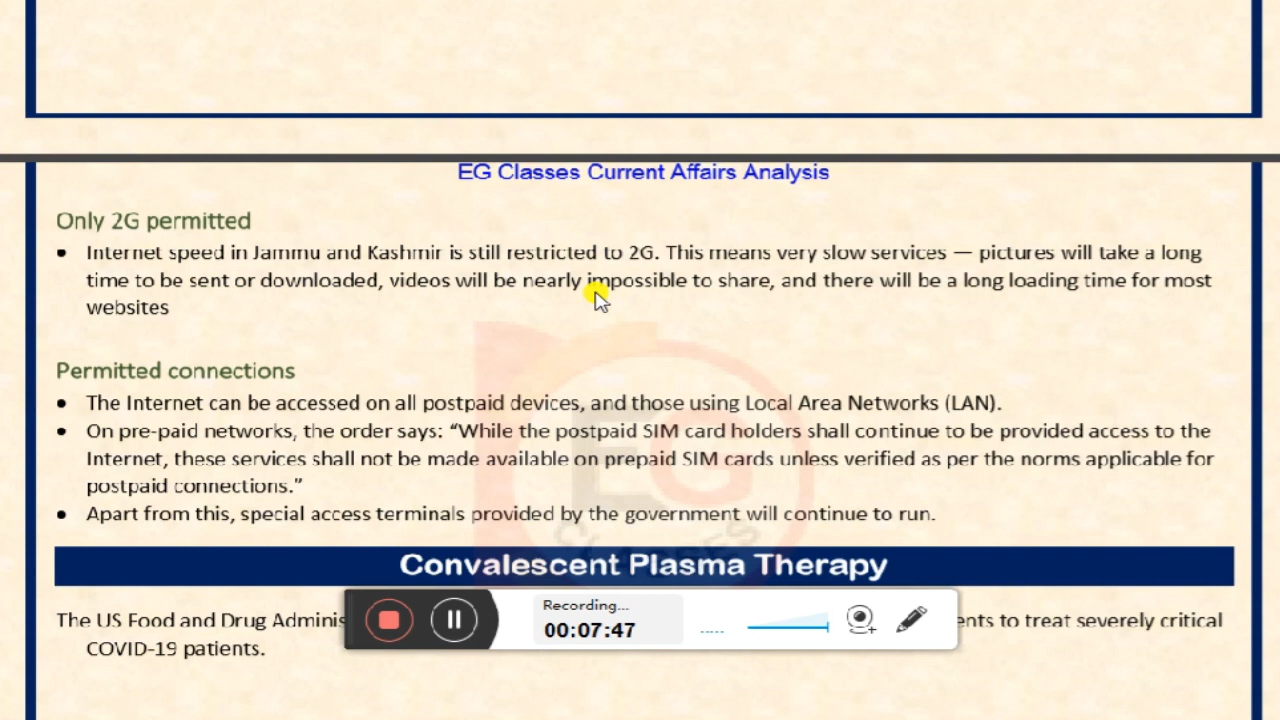 EG Classes Current Affairs Analysis
Only 2G permitted
• Internet speed in Jammu and Kashmir is still restricted to 2G. This means very slow services — pictures will take a long
time to be sent or downloaded, videos will be nearly impossible to share, and there will be a long loading time for most
websites
Permitted connections
• The Internet can be accessed on all postpaid devices, and those using Local Area Networks (LAN).
• On pre-paid networks, the order says: “While the postpaid SIM card holders shall continue to be provided access to the
Internet, these services shall not be made available on prepaid SIM cards unless verified as per the norms applicable for
postpaid connections.”
• Apart from this, special access terminals provided by the government will continue to run.
EG
CLASSES
Convalescent Plasma Therapy
Recording...
00:07:47
The US Food and Drug to treat severely critical
COVID-19 patients.